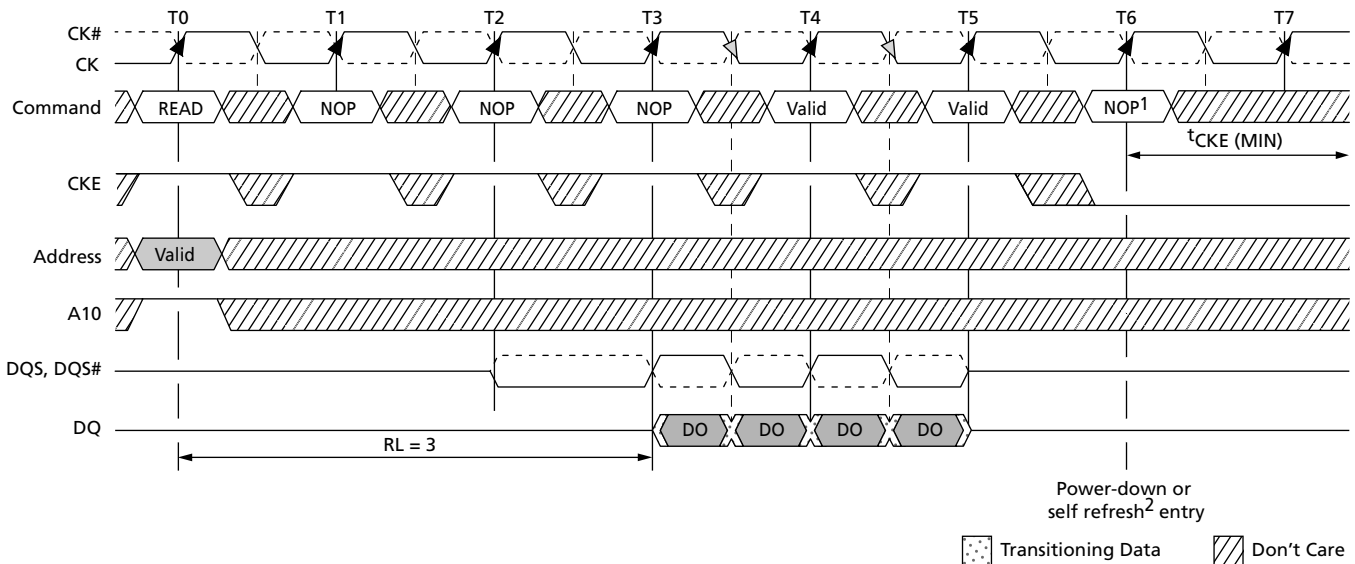 T0 T1 T2 T3 T4 T5 T6 T7
CK#
CK
Command READ NOP NOP NOP Valid Valid NOP1
tCKE (MIN)
CKE
Address Valid
A10
DQS, DQS#
DQ DO DO DO DO
RL = 3
Power-down or
self refresh2 entry
Transitioning Data Don't Care